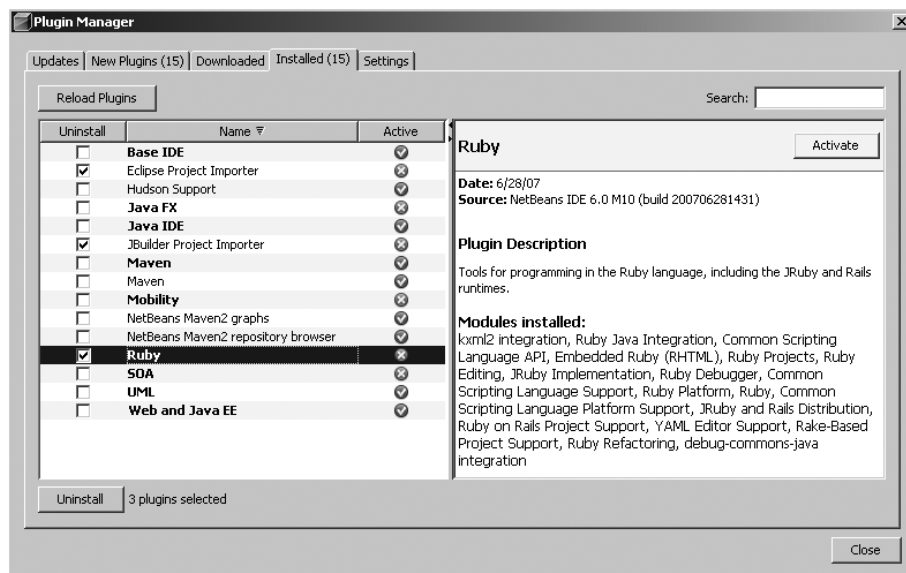 Plugin Manager
Updates New Plugins (15) Downloaded Installed (15) Settings
Reload Plugins Search:
Uninstall Name Active
Base IDE
Eclipse Project Importer
Hudson Support
Java FX
Java IDE
JBuilder Project Importer
Maven
Maven
Mobility
NetBeans Maven2 graphs
NetBeans Maven2 repository browser
Ruby
SOA
UML
Web and Java EE
Ruby Activate
Date: 6/28/07
Source: NetBeans IDE 6.0 M10 (build 200706281431)
Plugin Description
Tools for programming in the Ruby language, including the JRuby and Rails
runtimes.
Modules installed:
kxml2 integration, Ruby Java Integration, Common Scripting
Language API, Embedded Ruby (RHTML), Ruby Projects, Ruby
Editing, JRuby Implementation, Ruby Debugger, Common
Scripting Language Support, Ruby Platform, Ruby, Common
Scripting Language Platform Support, JRuby and Rails Distribution,
Ruby on Rails Project Support, YAML Editor Support, Rake-Based
Project Support, Ruby Refactoring, debug-commons-java
integration
Uninstall 3 plugins selected
Close